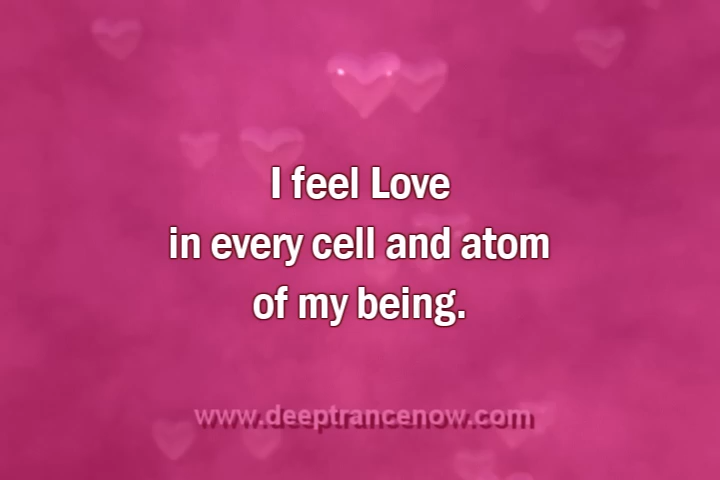 I feel Love
in every cell and atom
of my being.
www.deeptrancenow.com